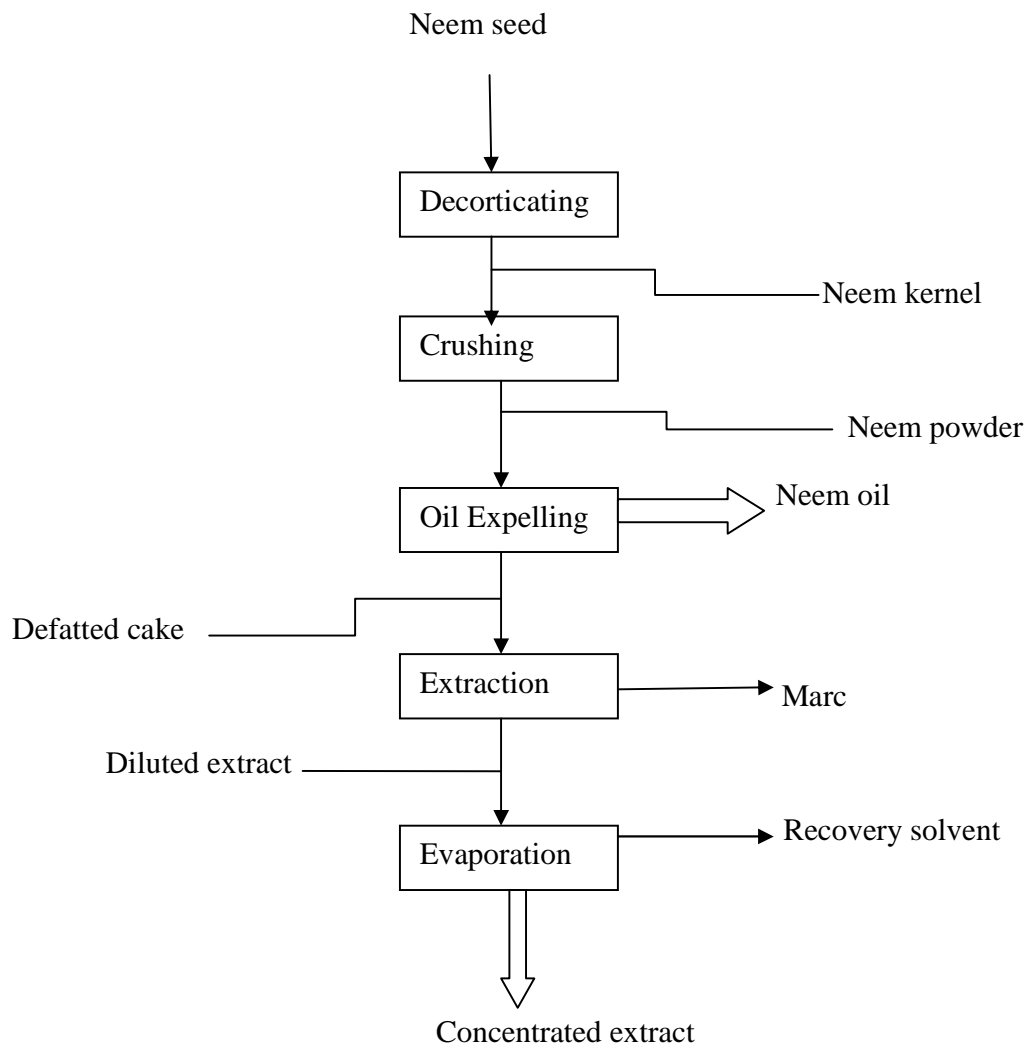 Neem seed
Decorticating
Neem kernel
Crushing
Neem powder
Oil Expelling
Neem oil
Defatted cake
Extraction
Marc
Diluted extract
Evaporation
Recovery solvent
Concentrated extract